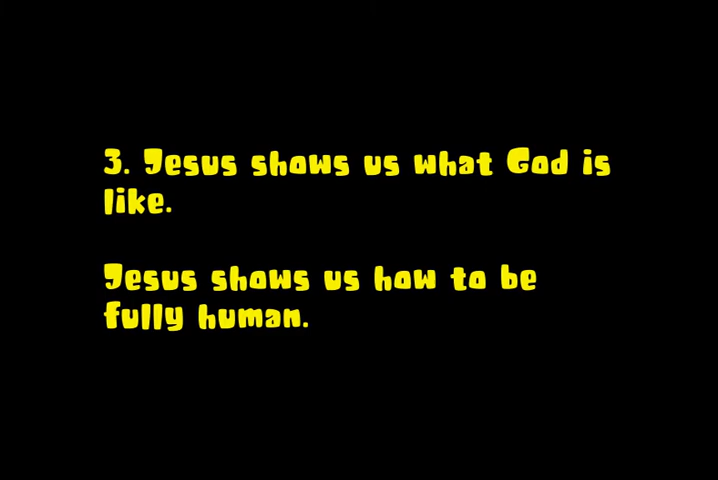 3. Jesus shows us what God is
like.
Jesus shows us how to be
fully human.